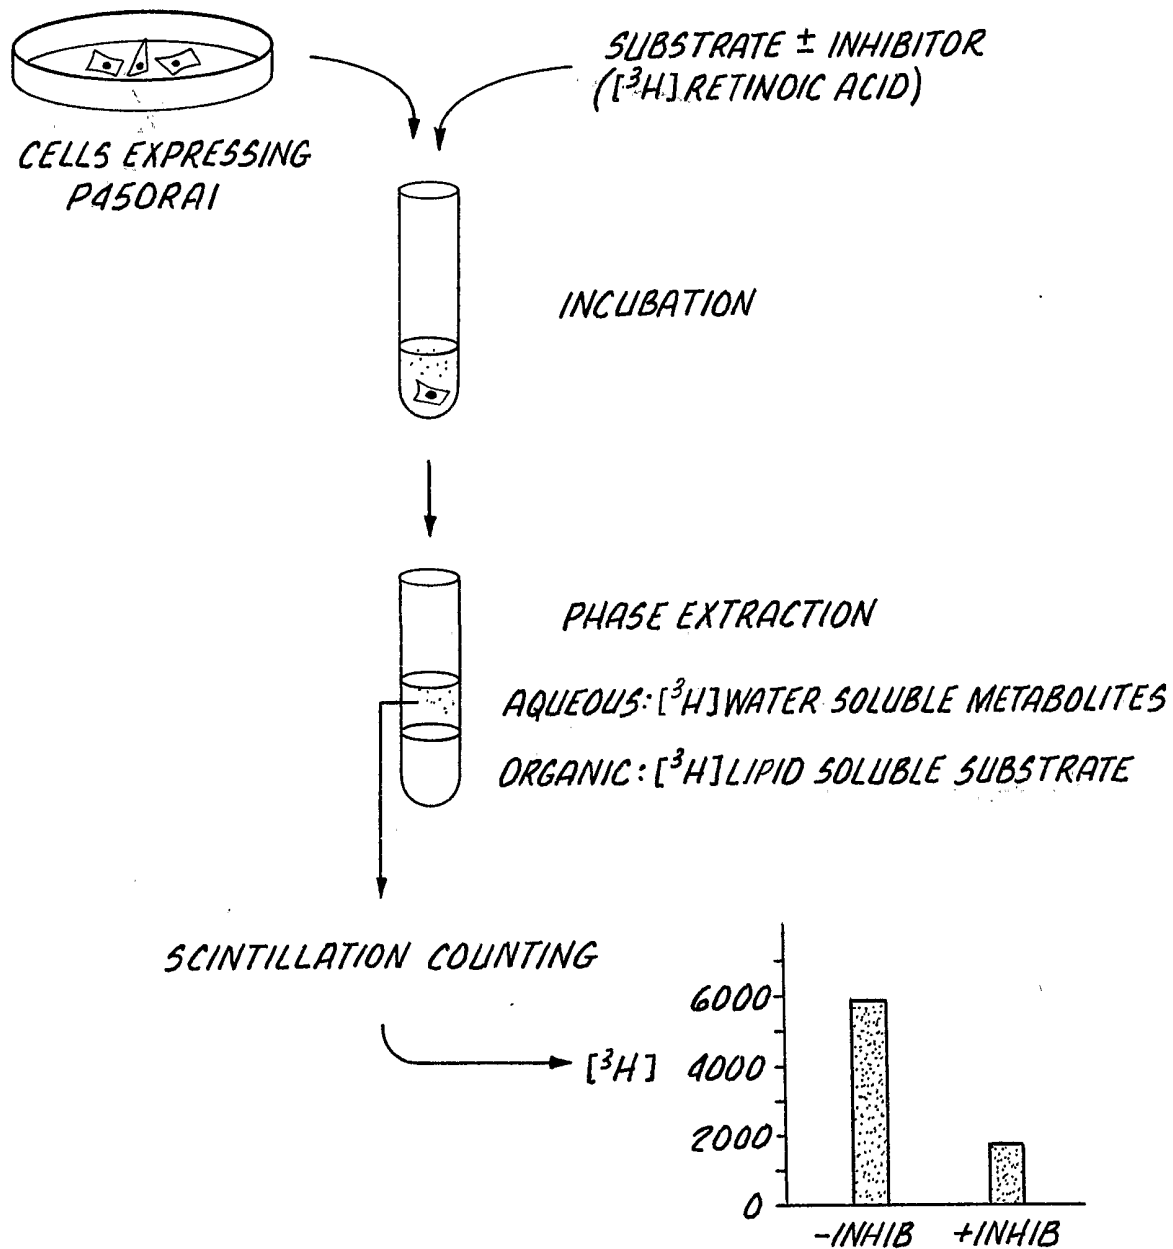 SUBSTRATE ± INHIBITOR
([³H] RETINOIC ACID)
CELLS EXPRESSING
P450RAI
INCUBATION
PHASE EXTRACTION
AQUEOUS: [³H] WATER SOLUBLE METABOLITES
ORGANIC: [³H] LIPID SOLUBLE SUBSTRATE
SCINTILLATION COUNTING
[³H]
6000
4000
2000
0
-INHIB +INHIB